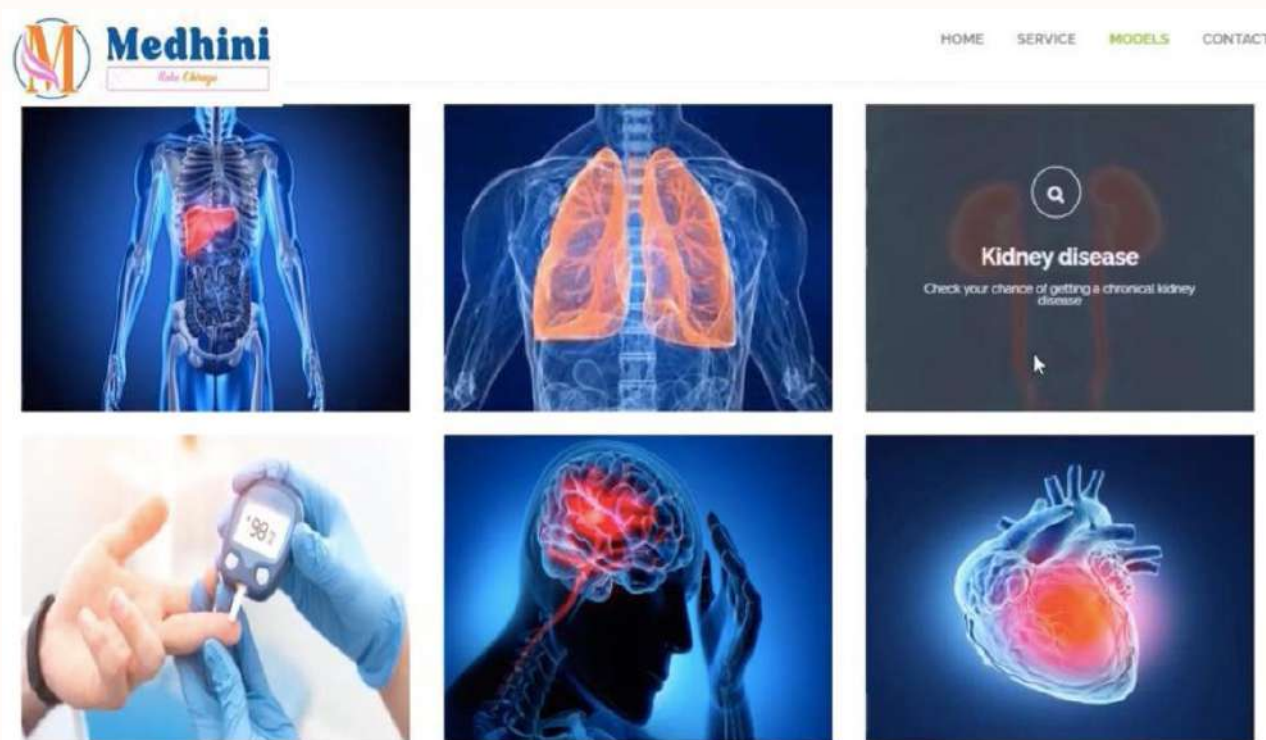 Medhini
HOME SERVICE MODELS CONTACT
Kidney disease
Check your chance of getting a chronical kidney
disease
98